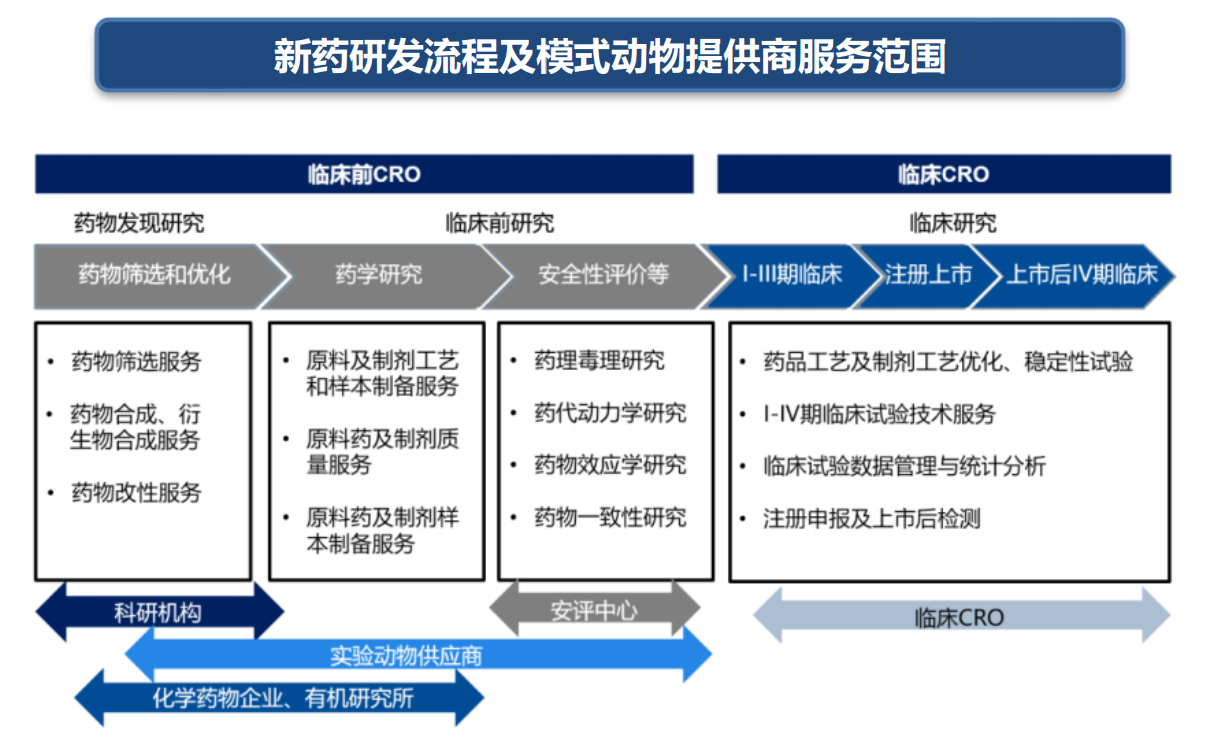 新药研发流程及模式动物提供商服务范围
临床前CRO
临床CRO
药物发现研究
临床前研究
临床研究
药物筛选和优化
药学研究
安全性评价等
I-III期临床
注册上市
上市后IV期临床
• 药物筛选服务
• 药物合成、衍
生物合成服务
• 药物改性服务
• 原料及制剂工艺
和样本制备服务
• 原料药及制剂质
量服务
• 原料药及制剂样
本制备服务
• 药理毒理研究
• 药代动力学研究
• 药物效应学研究
• 药物一致性研究
• 药品工艺及制剂工艺优化、稳定性试验
• I-IV期临床试验技术服务
• 临床试验数据管理与统计分析
• 注册申报及上市后检测
科研机构
安评中心
临床CRO
实验动物供应商
化学药物企业、有机研究所